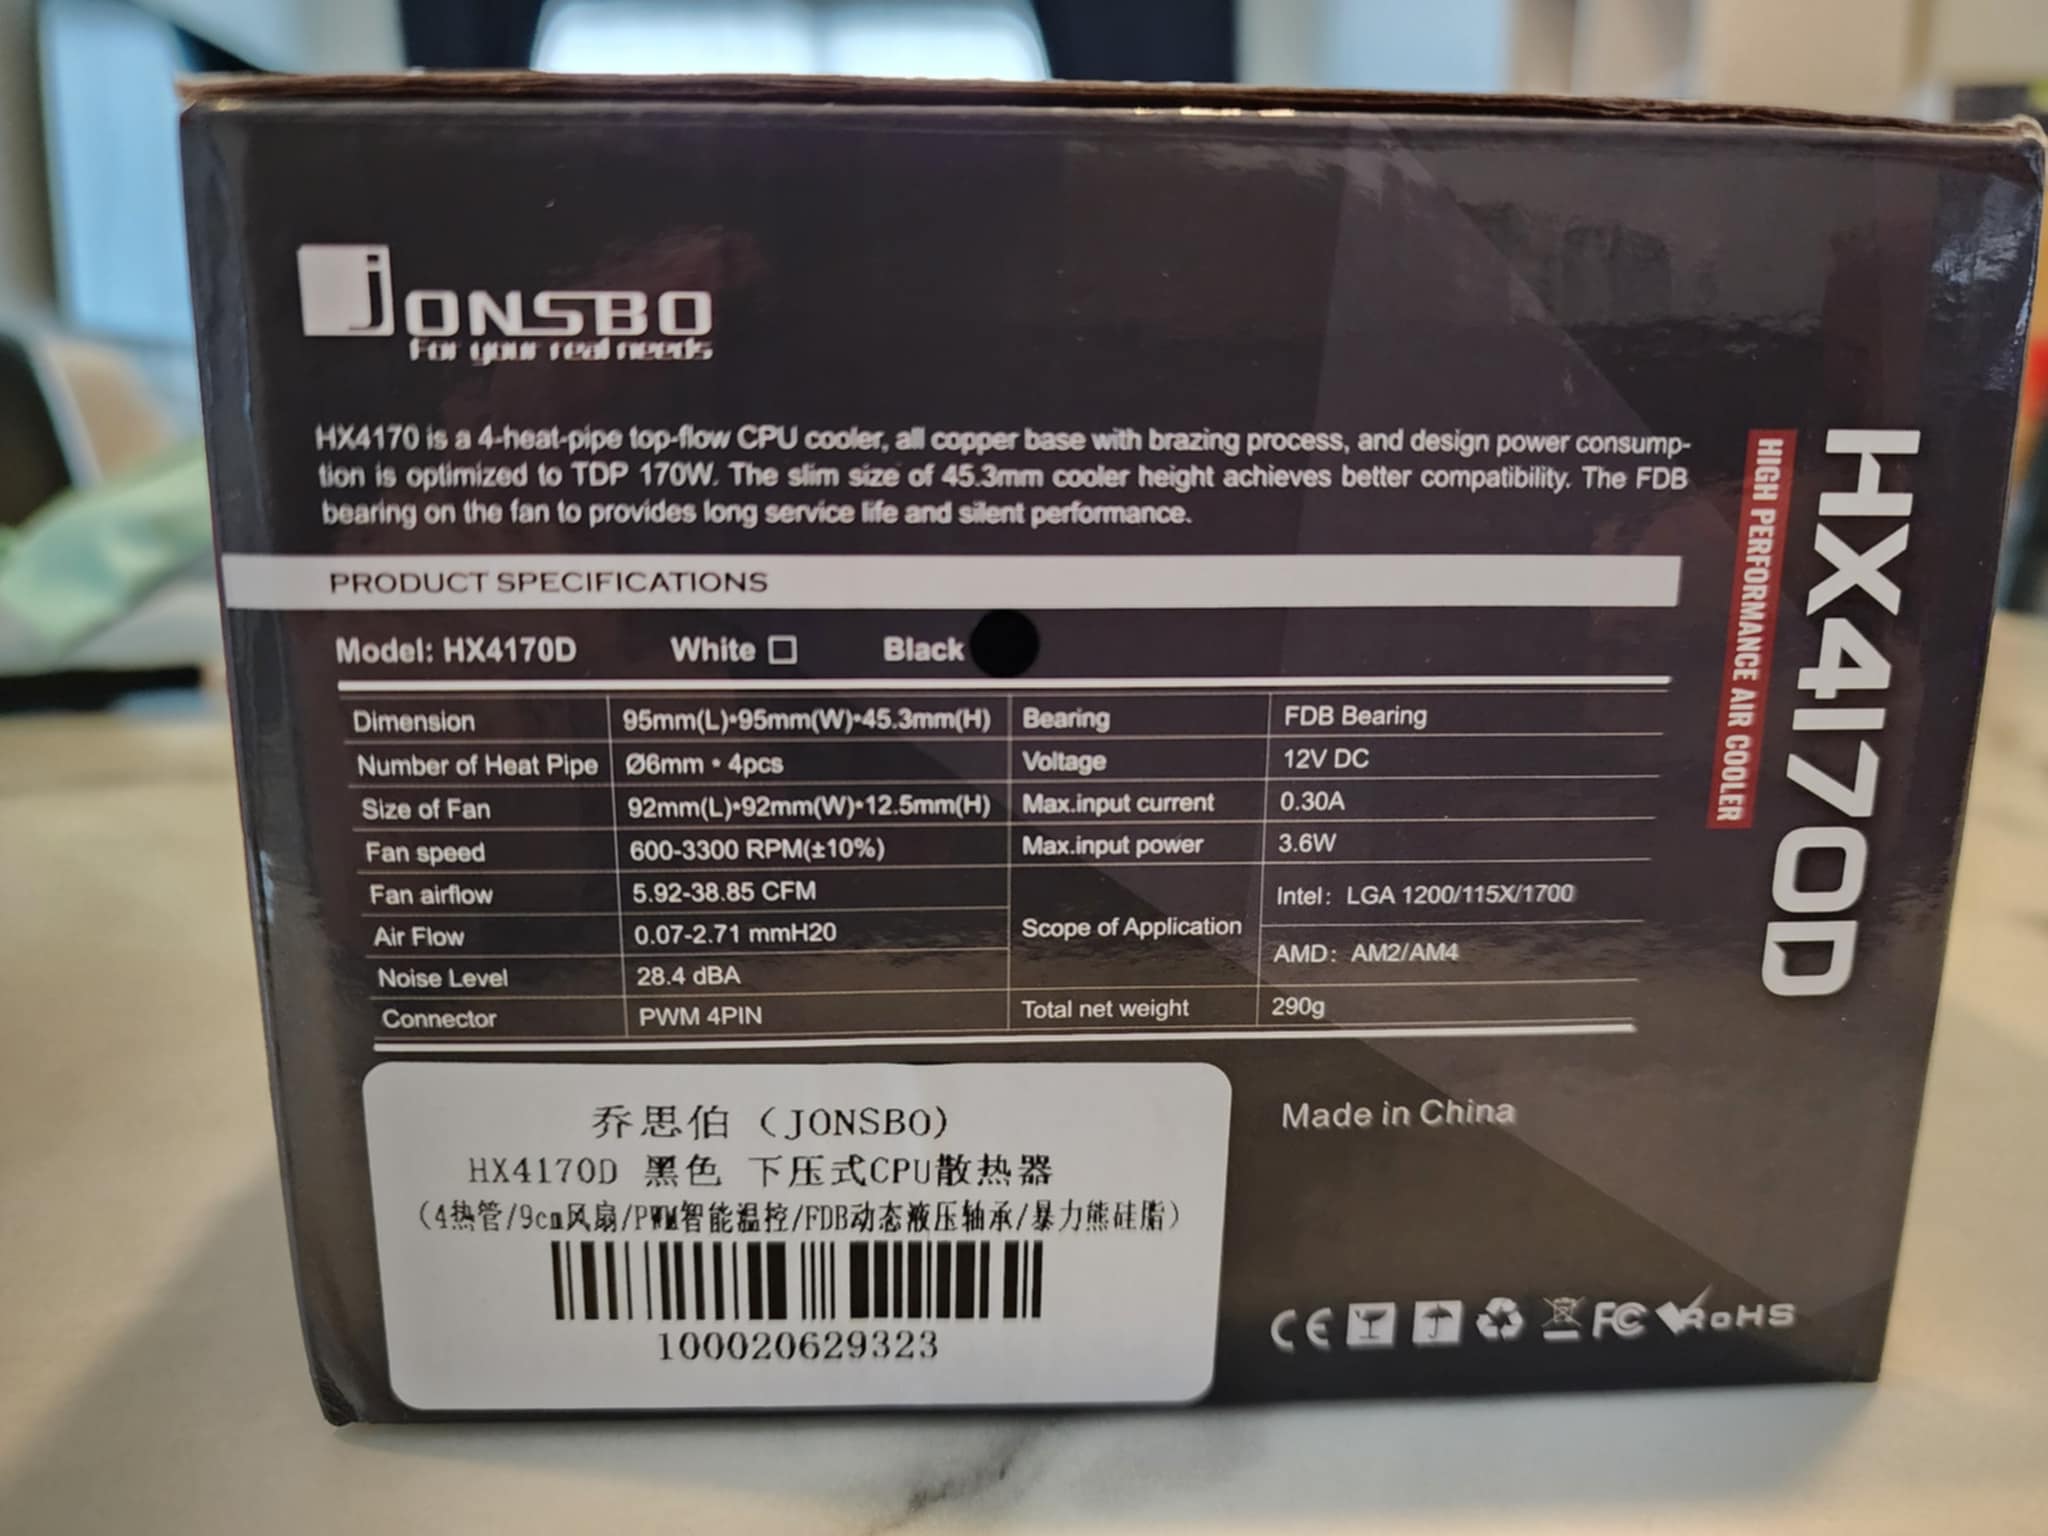 JONSBO
For your real needs
HX4170 is a 4-heat-pipe top-flow CPU cooler, all copper base with brazing process, and design power consump-
tion is optimized to TDP 170W. The slim size of 45.3mm cooler height achieves better compatibility. The FDB
bearing on the fan to provides long service life and silent performance.
PRODUCT SPECIFICATIONS
Model: HX4170D White □ Black
Dimension 95mm(L)*95mm(W)*45.3mm(H) Bearing FDB Bearing
Number of Heat Pipe Ø6mm * 4pcs Voltage 12V DC
Size of Fan 92mm(L)*92mm(W)*12.5mm(H) Max.input current 0.30A
Fan speed 600-3300 RPM(±10%) Max.input power 3.6W
Fan airflow 5.92-38.85 CFM
Intel: LGA 1200/115X/1700
Air Flow 0.07-2.71 mmH20 Scope of Application
AMD: AM2/AM4
Noise Level 28.4 dBA
Connector PWM 4PIN Total net weight 290g
HX4170D
HIGH PERFORMANCE AIR COOLER
乔思伯（JONSBO）
HX4170D 黑色 下压式CPU散热器
（4热管/9cm风扇/PWM智能温控/FDB动态液压轴承/暴力熊硅脂）
100020629323
Made in China
CE FC RoHS